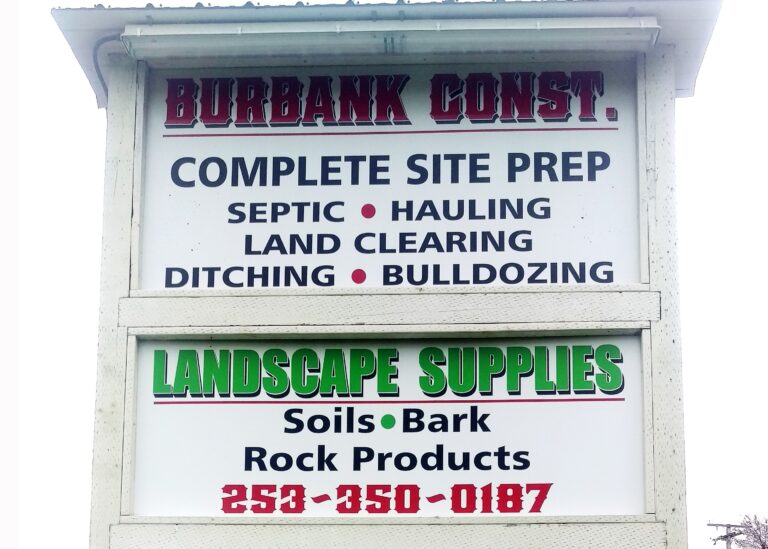 BURBANK CONST.
COMPLETE SITE PREP
SEPTIC • HAULING
LAND CLEARING
DITCHING • BULLDOZING
LANDSCAPE SUPPLIES
Soils • Bark
Rock Products
253-350-0187